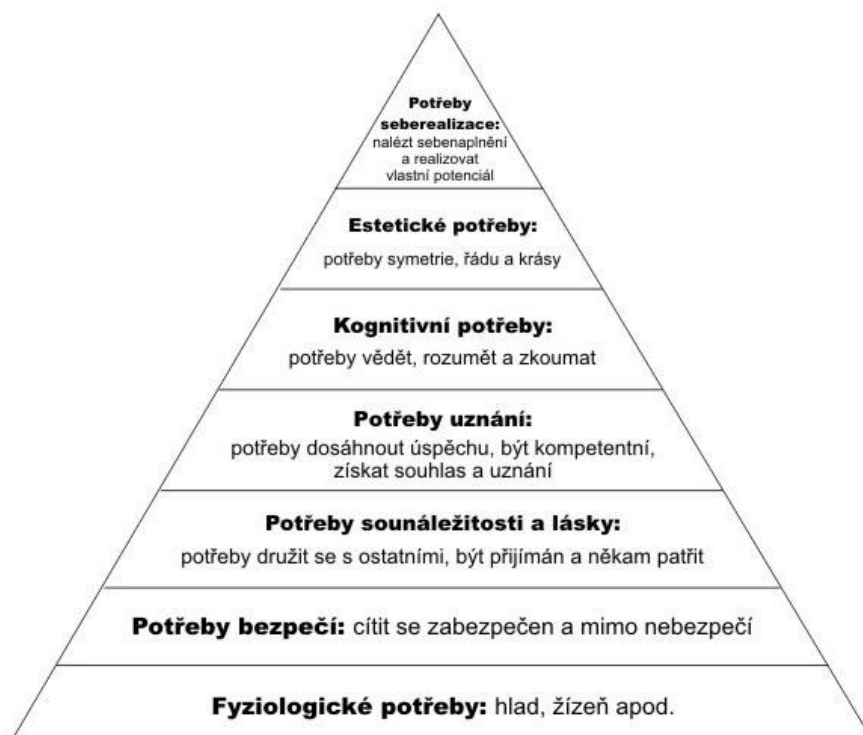 Potřeby
seberealizace:
nalézt sebenaplnění
a realizovat
vlastní potenciál
Estetické potřeby:
potřeby symetrie, řádu a krásy
Kognitivní potřeby:
potřeby vědět, rozumět a zkoumat
Potřeby uznání:
potřeby dosáhnout úspěchu, být kompetentní,
získat souhlas a uznání
Potřeby sounáležitosti a lásky:
potřeby družit se s ostatními, být přijímán a někam patřit
Potřeby bezpečí: cítit se zabezpečen a mimo nebezpečí
Fyziologické potřeby: hlad, žízeň apod.